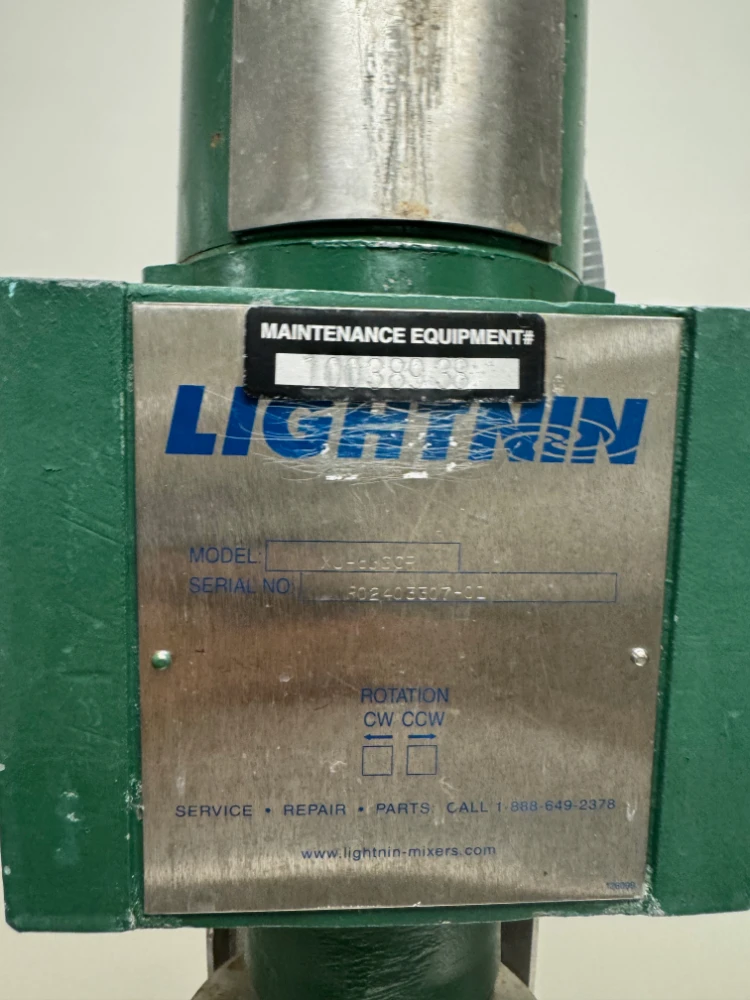 MAINTENANCE EQUIPMENT#
LIGHTNIN
MODEL:
SERIAL NO:
ROTATION
CW CCW
SERVICE • REPAIR • PARTS CALL 1-888-649-2378
www.lightnin-mixers.com